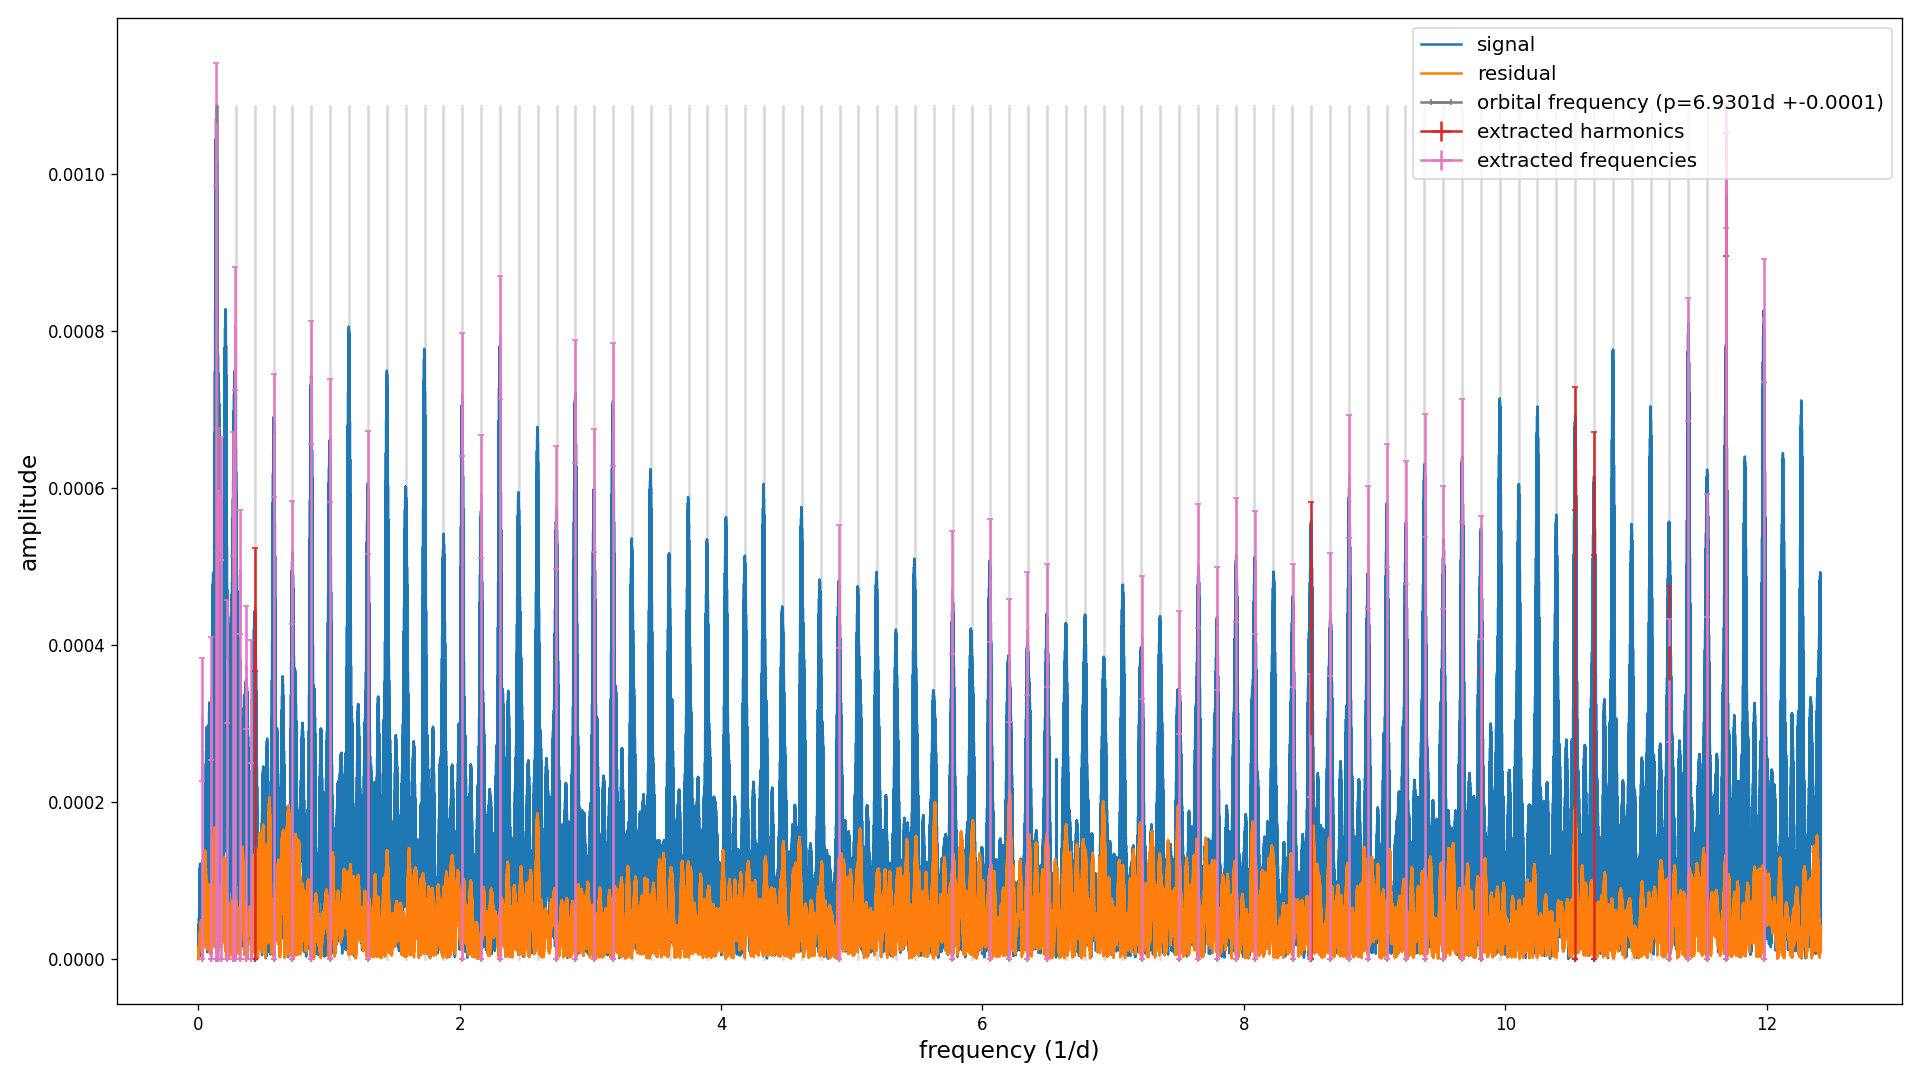 signal
residual
orbital frequency (p=6.9301d +-0.0001)
extracted harmonics
extracted frequencies
amplitude
0.0010
0.0008
0.0006
0.0004
0.0002
0.0000
0 2 4 6 8 10 12
frequency (1/d)